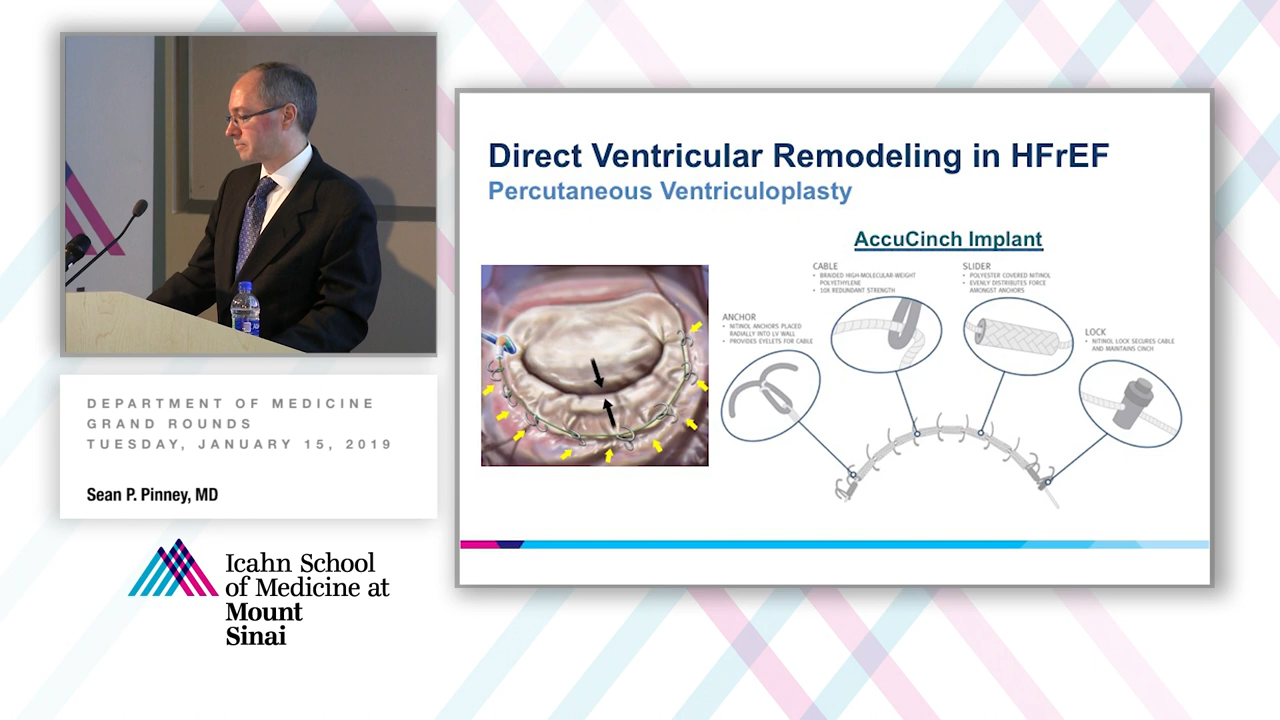 DEPARTMENT OF MEDICINE
GRAND ROUNDS
TUESDAY, JANUARY 15, 2019
Sean P. Pinney, MD
Icahn School
of Medicine at
Mount
Sinai
Direct Ventricular Remodeling in HFrEF
Percutaneous Ventriculoplasty
AccuCinch Implant
CABLE
• BRAIDED HIGH-MOLECULAR-WEIGHT
POLYETHYLENE
• 10X REDUNDANT STRENGTH
SLIDER
• POLYESTER COVERED NITINOL
• EVENLY DISTRIBUTES FORCE
AMONGST ANCHORS
ANCHOR
• NITINOL ANCHORS PLACED
RADIALLY INTO LV WALL
• PROVIDES EYELETS FOR CABLE
LOCK
• NITINOL LOCK SECURES CABLE
AND MAINTAINS CINCH